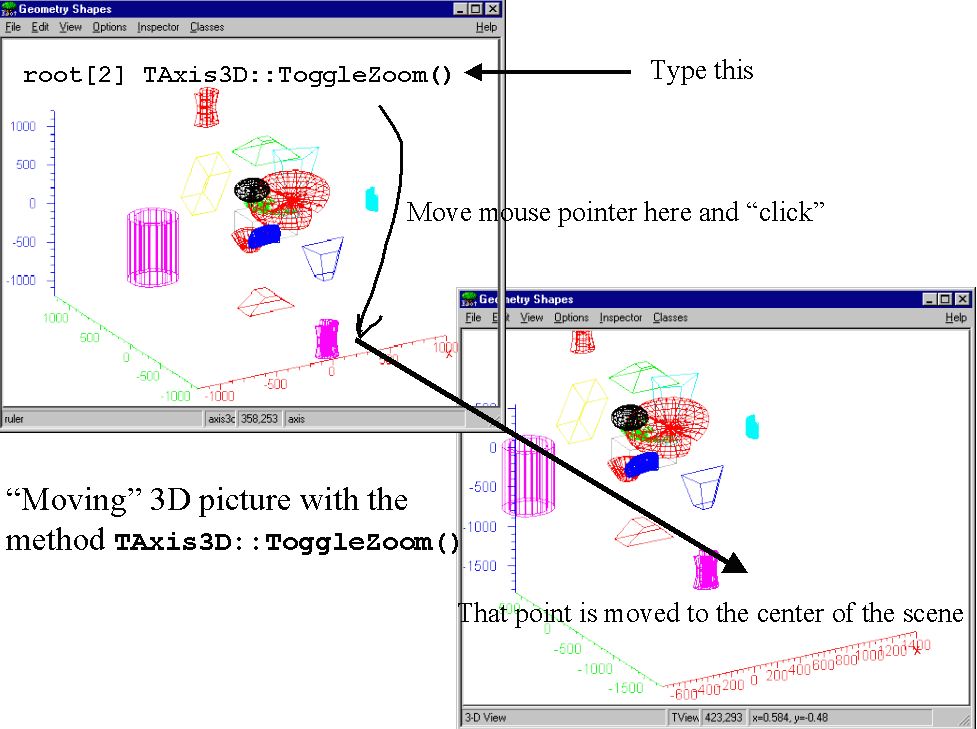 Geometry Shapes
File Edit View Options Inspector Classes Help
root[2] TAxis3D::ToggleZoom()
Type this
1000
500
0
-500
-1000
Move mouse pointer here and “click”
1000
500
0
-500
-1000
-1000
-500
0
500
1000
x
ruler axis3d 358,253 axis
“Moving” 3D picture with the
method TAxis3D::ToggleZoom()
Geometry Shapes
File Edit View Options Inspector Classes Help
500
0
-500
-1000
-1500
That point is moved to the center of the scene
-500
-1000
-1500
-600 -400 -200 0 200 400 600 800 1000 1200 1400
x
3-D View TView 423,293 x=0.584, y=-0.48